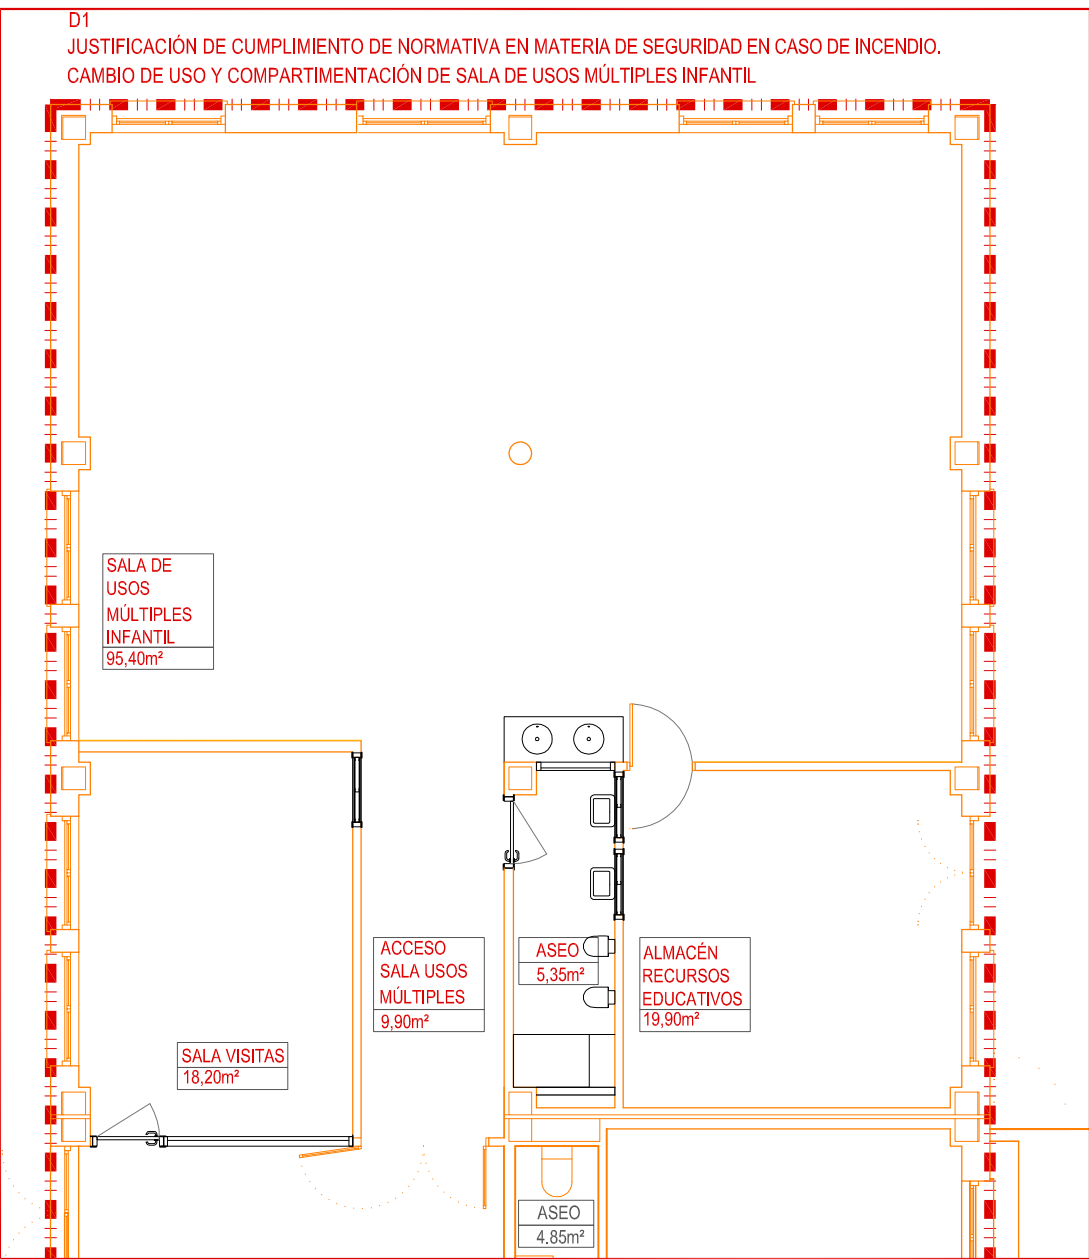 D1
JUSTIFICACIÓN DE CUMPLIMIENTO DE NORMATIVA EN MATERIA DE SEGURIDAD EN CASO DE INCENDIO.
CAMBIO DE USO Y COMPARTIMENTACIÓN DE SALA DE USOS MÚLTIPLES INFANTIL
SALA DE
USOS
MÚLTIPLES
INFANTIL
95,40m²
ACCESO
SALA USOS
MÚLTIPLES
9,90m²
ASEO
5,35m²
ALMACÉN
RECURSOS
EDUCATIVOS
19,90m²
SALA VISITAS
18,20m²
ASEO
4.85m²